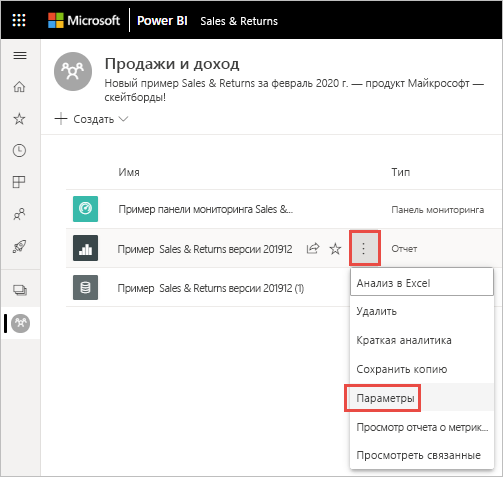 Microsoft Power BI Sales & Returns
Продажи и доход
Новый пример Sales & Returns за февраль 2020 г. — продукт Майкрософт —
скейтборды!
Создать
Имя Тип
Пример панели мониторинга Sales &... Панель мониторинга
Пример Sales & Returns версии 201912 Отчет
Пример Sales & Returns версии 201912 (1)
Анализ в Excel
Удалить
Краткая аналитика
Сохранить копию
Параметры
Просмотр отчета о метрик...
Просмотреть связанные